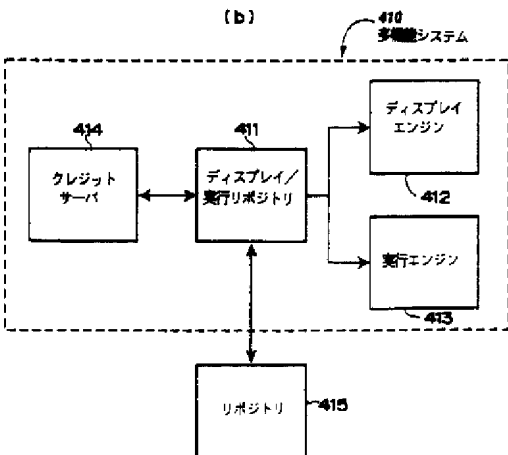 (b)
410
多機能システム
414
クレジット
サーバ
411
ディスプレイ/
実行リポジトリ
ディスプレイ
エンジン
412
実行エンジン
413
リポジトリ
415